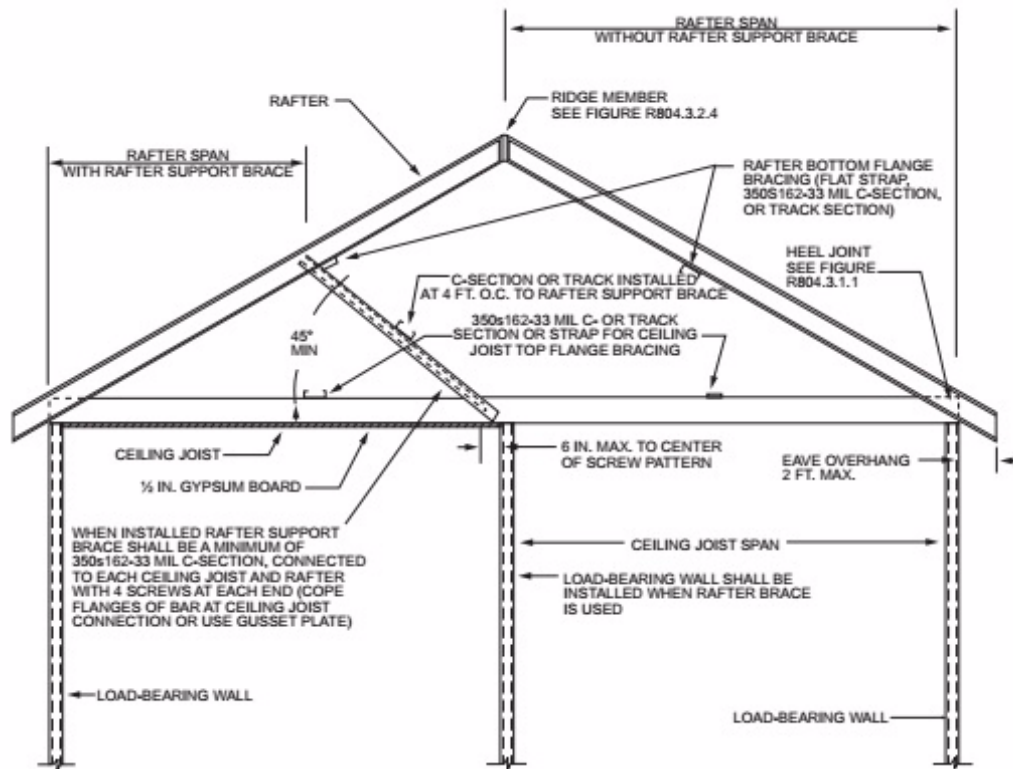 RAFTER SPAN
WITHOUT RAFTER SUPPORT BRACE
RAFTER
RIDGE MEMBER
SEE FIGURE R804.3.2.4
RAFTER SPAN
WITH RAFTER SUPPORT BRACE
RAFTER BOTTOM FLANGE
BRACING (FLAT STRAP,
350S162-33 MIL C-SECTION,
OR TRACK SECTION)
HEEL JOINT
SEE FIGURE
R804.3.1.1
C-SECTION OR TRACK INSTALLED
AT 4 FT. O.C. TO RAFTER SUPPORT BRACE
350s162-33 MIL C- OR TRACK
SECTION OR STRAP FOR CEILING
JOIST TOP FLANGE BRACING
45°
MIN
CEILING JOIST
½ IN. GYPSUM BOARD
6 IN. MAX. TO CENTER
OF SCREW PATTERN
EAVE OVERHANG
2 FT. MAX.
WHEN INSTALLED RAFTER SUPPORT
BRACE SHALL BE A MINIMUM OF
350s162-33 MIL C-SECTION, CONNECTED
TO EACH CEILING JOIST AND RAFTER
WITH 4 SCREWS AT EACH END (COPE
FLANGES OF BAR AT CEILING JOIST
CONNECTION OR USE GUSSET PLATE)
CEILING JOIST SPAN
LOAD-BEARING WALL SHALL BE
INSTALLED WHEN RAFTER BRACE
IS USED
LOAD-BEARING WALL
LOAD-BEARING WALL